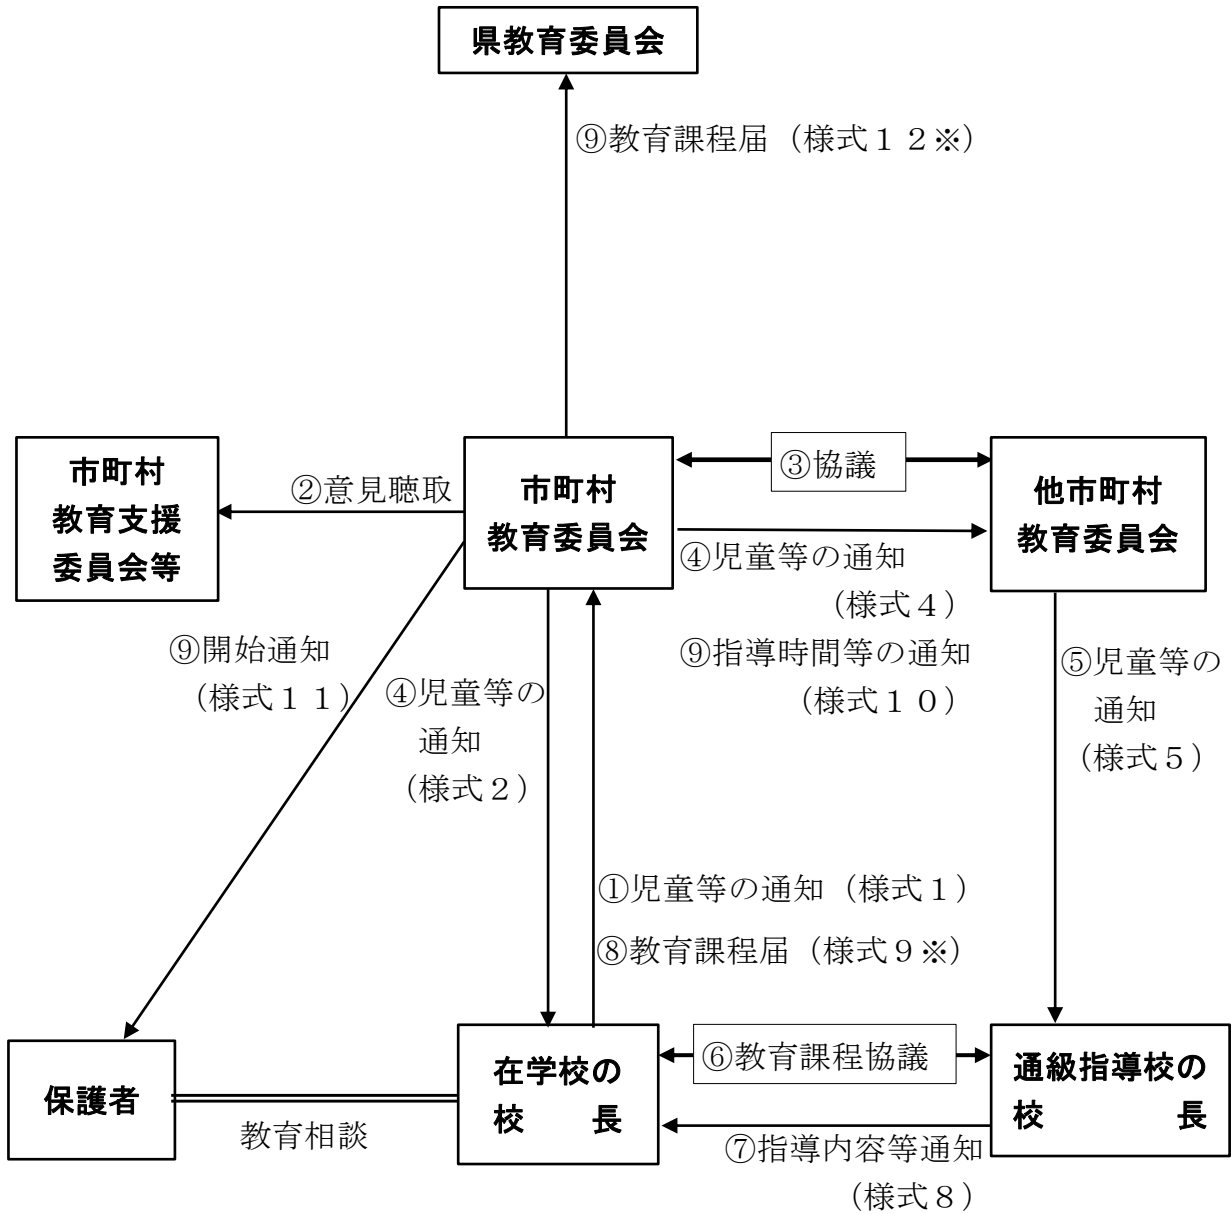 県教育委員会
⑨教育課程届（様式１２※）
市町村
教育支援
委員会等
②意見聴取
市町村
教育委員会
③協議
他市町村
教育委員会
④児童等の通知
（様式４）
⑨指導時間等の通知
（様式１０）
⑨開始通知
（様式１１）
④児童等の
通知
（様式２）
⑤児童等の
通知
（様式５）
①児童等の通知（様式１）
⑧教育課程届（様式９※）
保護者
教育相談
在学校の
校　　長
⑥教育課程協議
通級指導校の
校　　　　長
⑦指導内容等通知
（様式８）